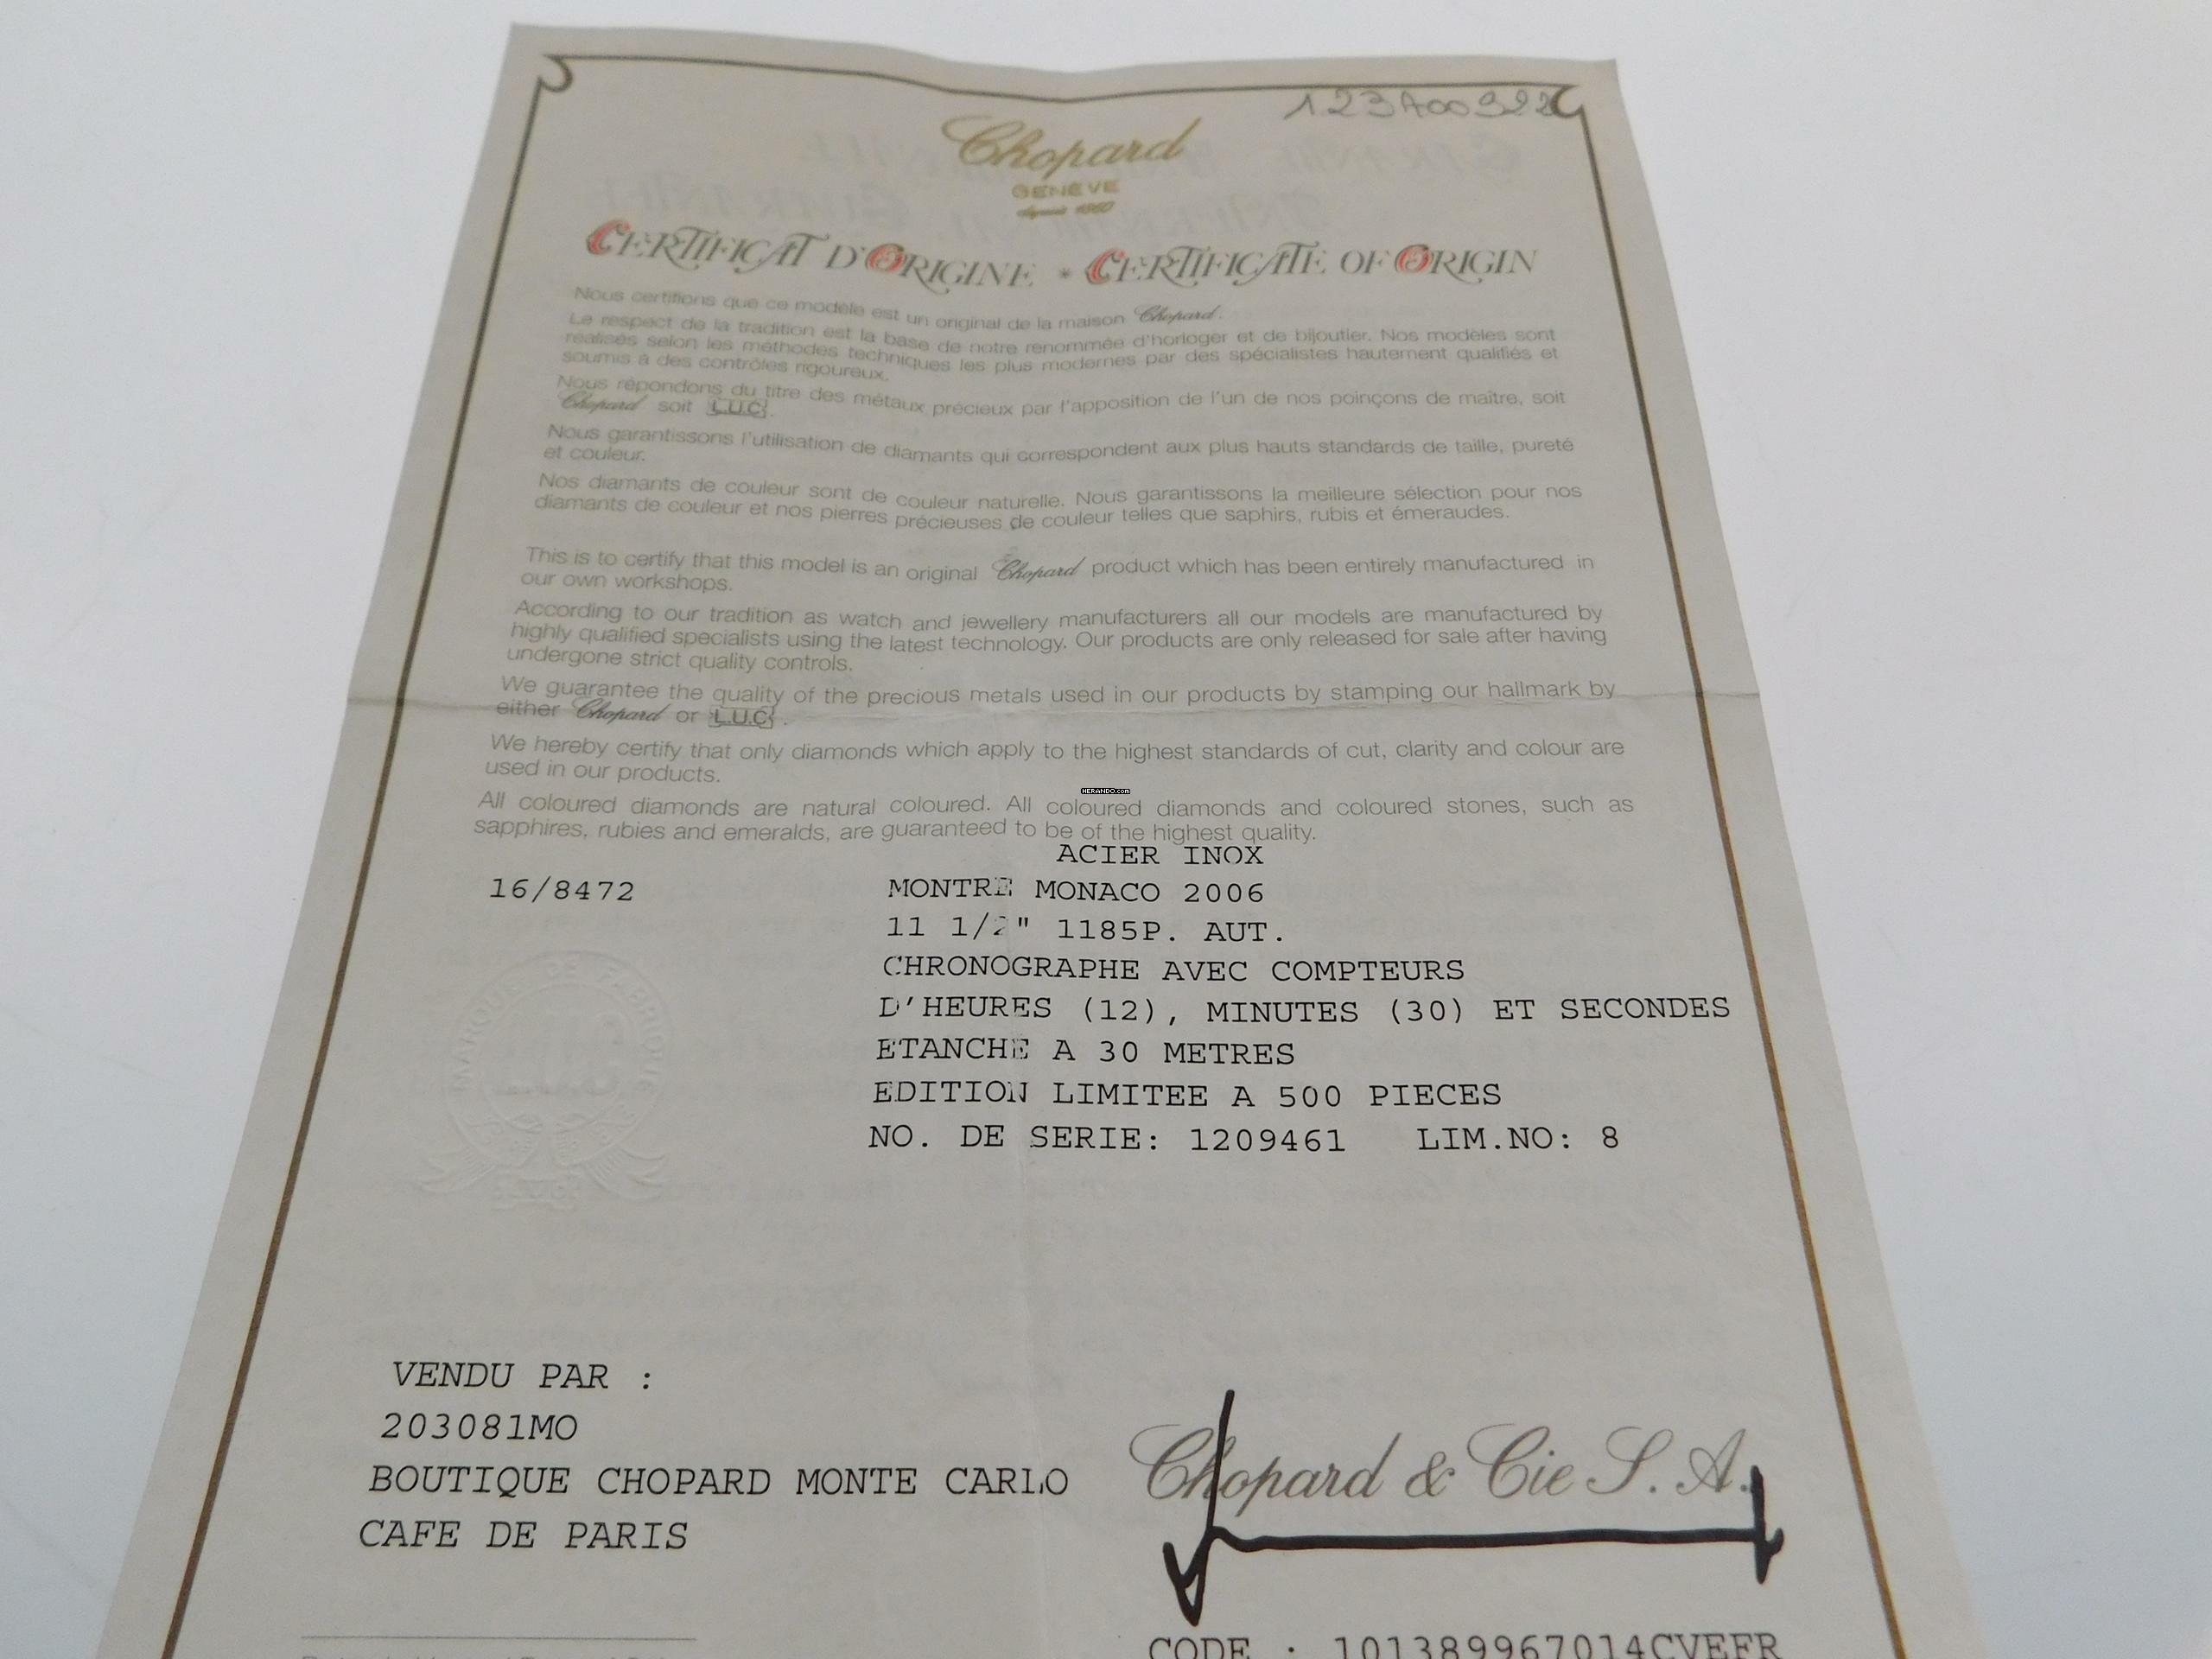 123A00922
Chopard
GENÈVE
depuis 1860
CERTIFICAT D'ORIGINE * CERTIFICATE OF ORIGIN
Nous certifions que ce modèle est un original de la maison Chopard.
Le respect de la tradition est la base de notre renommée d'horloger et de bijoutier. Nos modèles sont
réalisés selon les méthodes techniques les plus modernes par des spécialistes hautement qualifiés et
soumis à des contrôles rigoureux.
Nous répondons du titre des métaux précieux par l'apposition de l'un de nos poinçons de maître, soit
Chopard soit L.U.C.
Nous garantissons l'utilisation de diamants qui correspondent aux plus hauts standards de taille, pureté
et couleur.
Nos diamants de couleur sont de couleur naturelle. Nous garantissons la meilleure sélection pour nos
diamants de couleur et nos pierres précieuses de couleur telles que saphirs, rubis et émeraudes.
This is to certify that this model is an original Chopard product which has been entirely manufactured in
our own workshops.
According to our tradition as watch and jewellery manufacturers all our models are manufactured by
highly qualified specialists using the latest technology. Our products are only released for sale after having
undergone strict quality controls.
We guarantee the quality of the precious metals used in our products by stamping our hallmark by
either Chopard or L.U.C.
We hereby certify that only diamonds which apply to the highest standards of cut, clarity and colour are
used in our products.
HERANDO.com
All coloured diamonds are natural coloured. All coloured diamonds and coloured stones, such as
sapphires, rubies and emeralds, are guaranteed to be of the highest quality.
ACIER INOX
16/8472 MONTRE MONACO 2006
11 1/2" 1185P. AUT.
CHRONOGRAPHE AVEC COMPTEURS
D'HEURES (12), MINUTES (30) ET SECONDES
ETANCHE A 30 METRES
EDITION LIMITEE A 500 PIECES
NO. DE SERIE: 1209461 LIM.NO: 8
MARQUE DE FABRIQUE
VENDU PAR :
203081MO
BOUTIQUE CHOPARD MONTE CARLO
CAFE DE PARIS
Chopard & Cie S.A.
CODE : 101389967014CVEFR